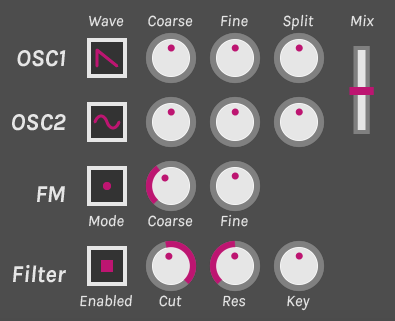 Wave Coarse Fine Split Mix
OSC1
OSC2
FM
Mode Coarse Fine
Filter
Enabled Cut Res Key